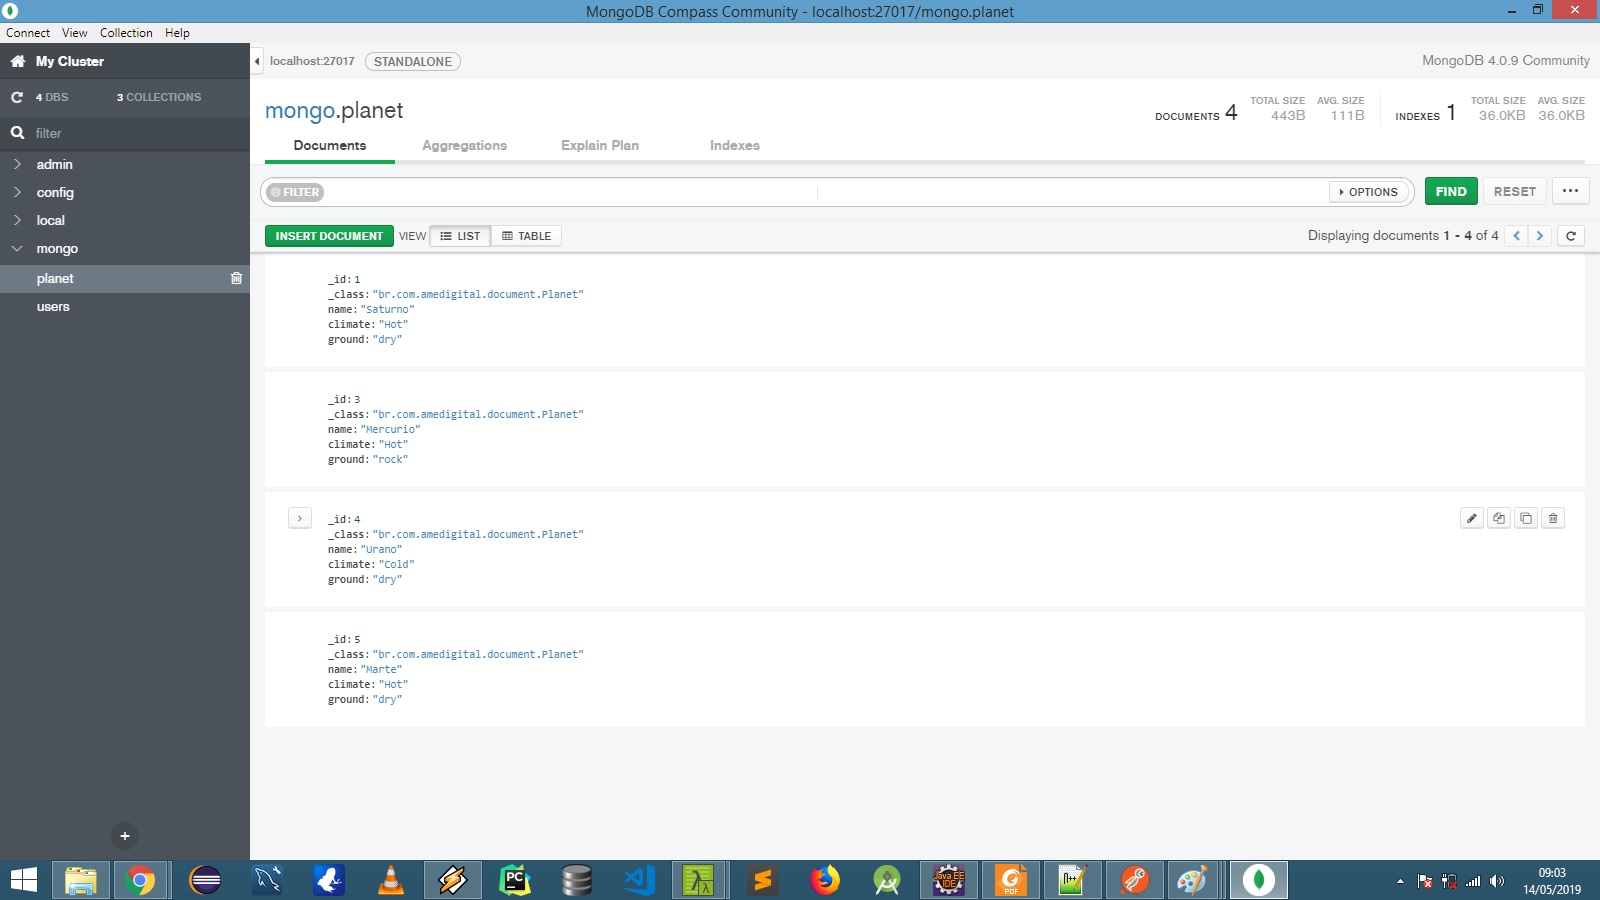 MongoDB Compass Community - localhost:27017/mongo.planet
Connect View Collection Help
My Cluster
4 DBS 3 COLLECTIONS
filter
admin
config
local
mongo
planet
users
localhost:27017 STANDALONE
MongoDB 4.0.9 Community
mongo.planet
DOCUMENTS 4 TOTAL SIZE 443B AVG. SIZE 111B
INDEXES 1 TOTAL SIZE 36.0KB AVG. SIZE 36.0KB
Documents Aggregations Explain Plan Indexes
FILTER
OPTIONS FIND RESET ...
INSERT DOCUMENT VIEW LIST TABLE
Displaying documents 1 - 4 of 4
_id: 1
_class: "br.com.amedigital.document.Planet"
name: "Saturno"
climate: "Hot"
ground: "dry"
_id: 3
_class: "br.com.amedigital.document.Planet"
name: "Mercurio"
climate: "Hot"
ground: "rock"
_id: 4
_class: "br.com.amedigital.document.Planet"
name: "Urano"
climate: "Cold"
ground: "dry"
_id: 5
_class: "br.com.amedigital.document.Planet"
name: "Marte"
climate: "Hot"
ground: "dry"
PC
Java EE
IDE
PDF
09:03
14/05/2019